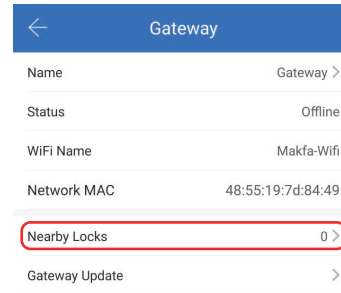 Gateway
Name Gateway
Status Offline
WiFi Name Makfa-Wifi
Network MAC 48:55:19:7d:84:49
Nearby Locks 0
Gateway Update